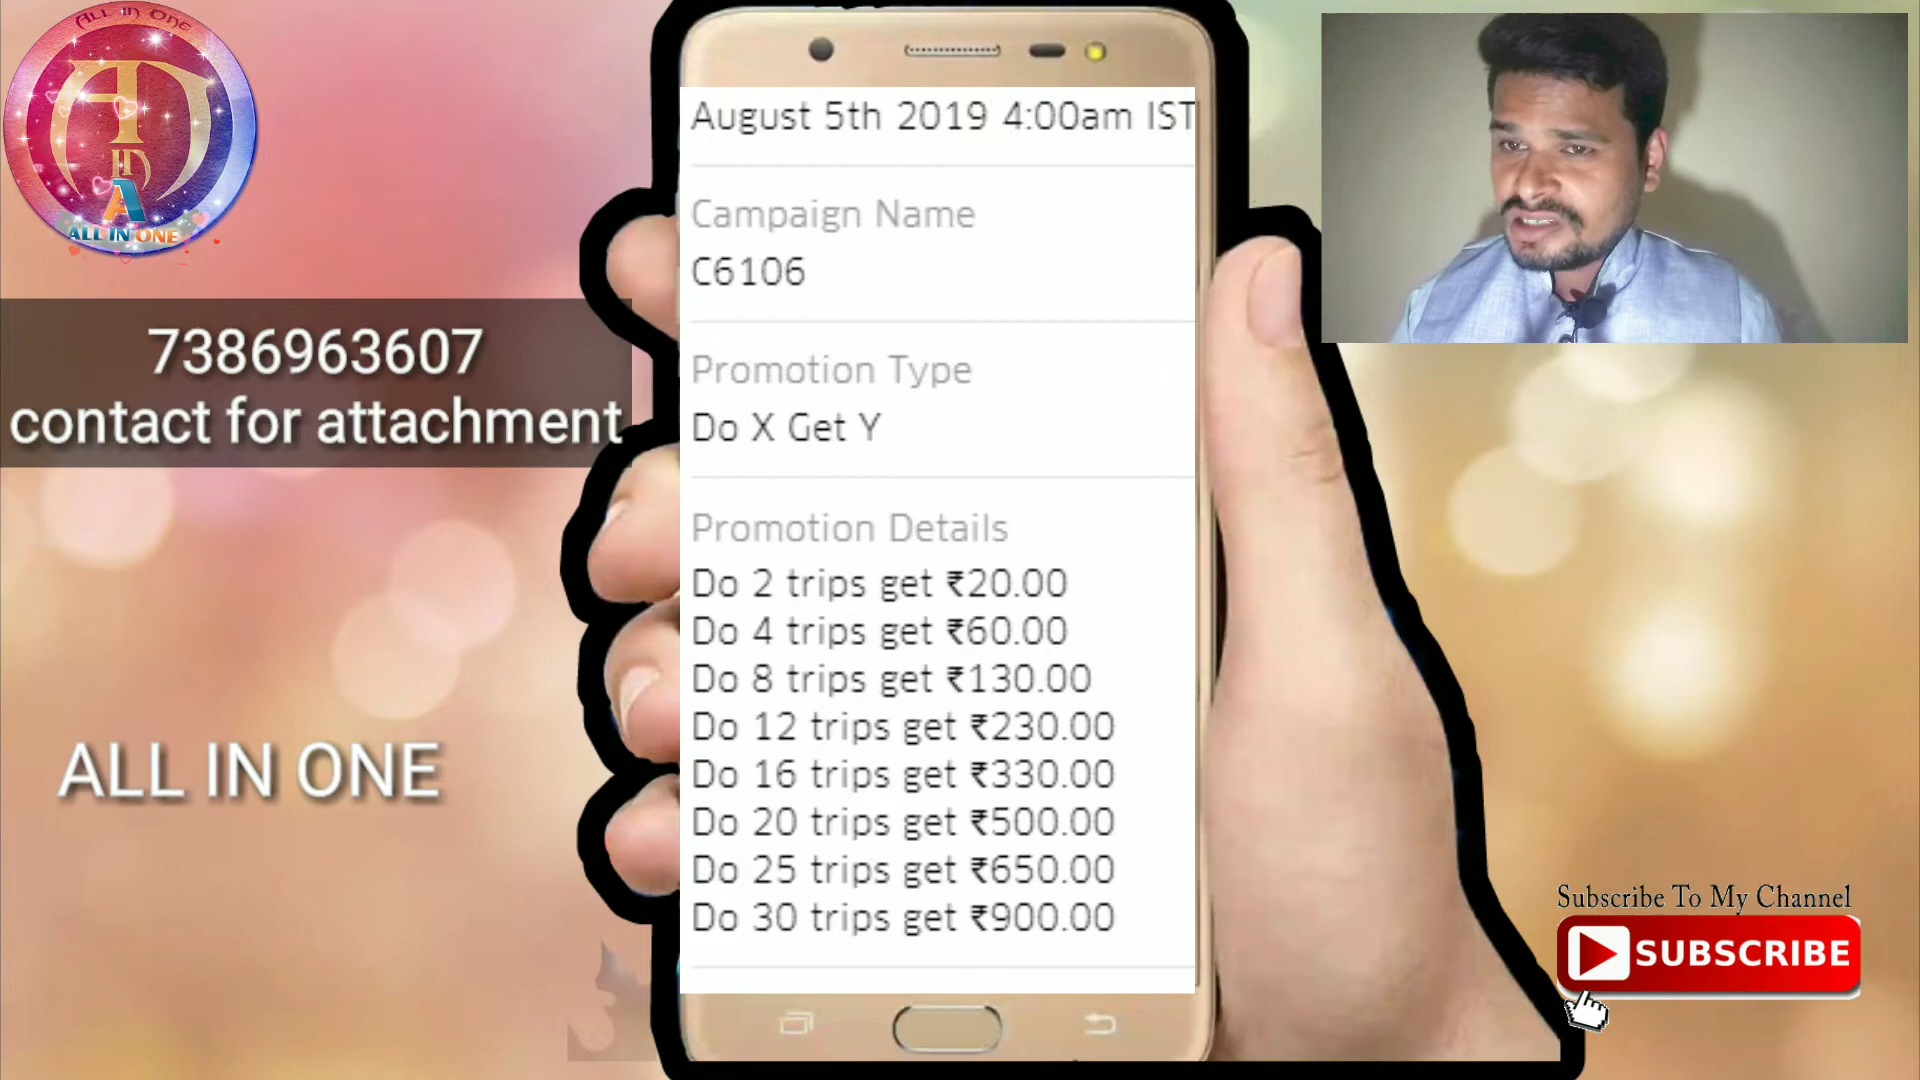 ALL in One
A
IN
A
ALL IN ONE
7386963607
contact for attachment
ALL IN ONE
August 5th 2019 4:00am IST
Campaign Name
C6106
Promotion Type
Do X Get Y
Promotion Details
Do 2 trips get ₹20.00
Do 4 trips get ₹60.00
Do 8 trips get ₹130.00
Do 12 trips get ₹230.00
Do 16 trips get ₹330.00
Do 20 trips get ₹500.00
Do 25 trips get ₹650.00
Do 30 trips get ₹900.00
Subscribe To My Channel
SUBSCRIBE